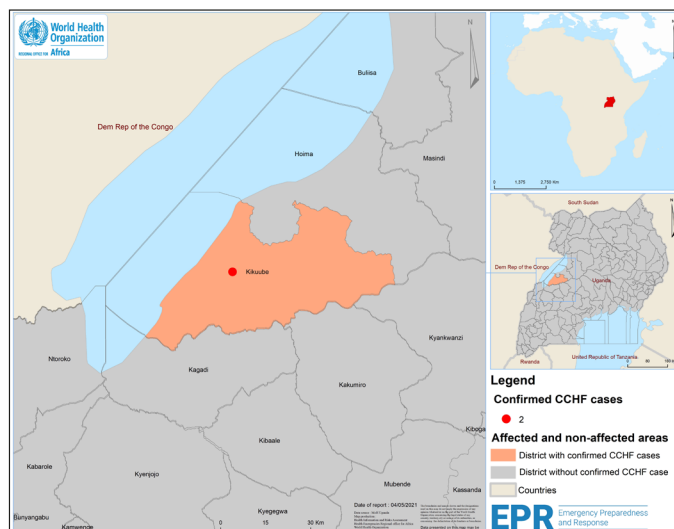 World Health
Organization
REGIONAL OFFICE FOR Africa
N
Buliisa
Dem Rep of the Congo
Hoima
Masindi
Kikuube
Ntoroko
Kyankwanzi
Kagadi
Kakumiro
Kiboga
Kibaale
Kabarole
Kyenjojo
Mubende
Kassanda
Bunyangabu
Kyegegwa
Kamwenge
0 15 30 Km
Date of report : 04/05/2021
0 1,375 2,750 Km
South Sudan
N
Dem Rep of the Congo
Uganda
Rwanda
United Republic of Tanzania
Legend
Confirmed CCHF cases
2
Affected and non-affected areas
District with confirmed CCHF cases
District without confirmed CCHF case
Countries
EPR Emergency Preparedness
and Response